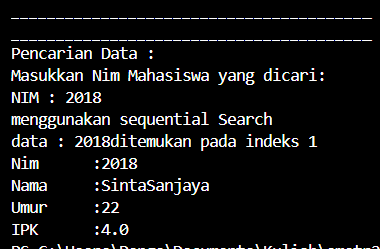 ----------------------------------------
----------------------------------------
Pencarian Data :
Masukkan Nim Mahasiswa yang dicari:
NIM : 2018
menggunakan sequential Search
data : 2018ditemukan pada indeks 1
Nim      :2018
Nama     :SintaSanjaya
Umur     :22
IPK      :4.0